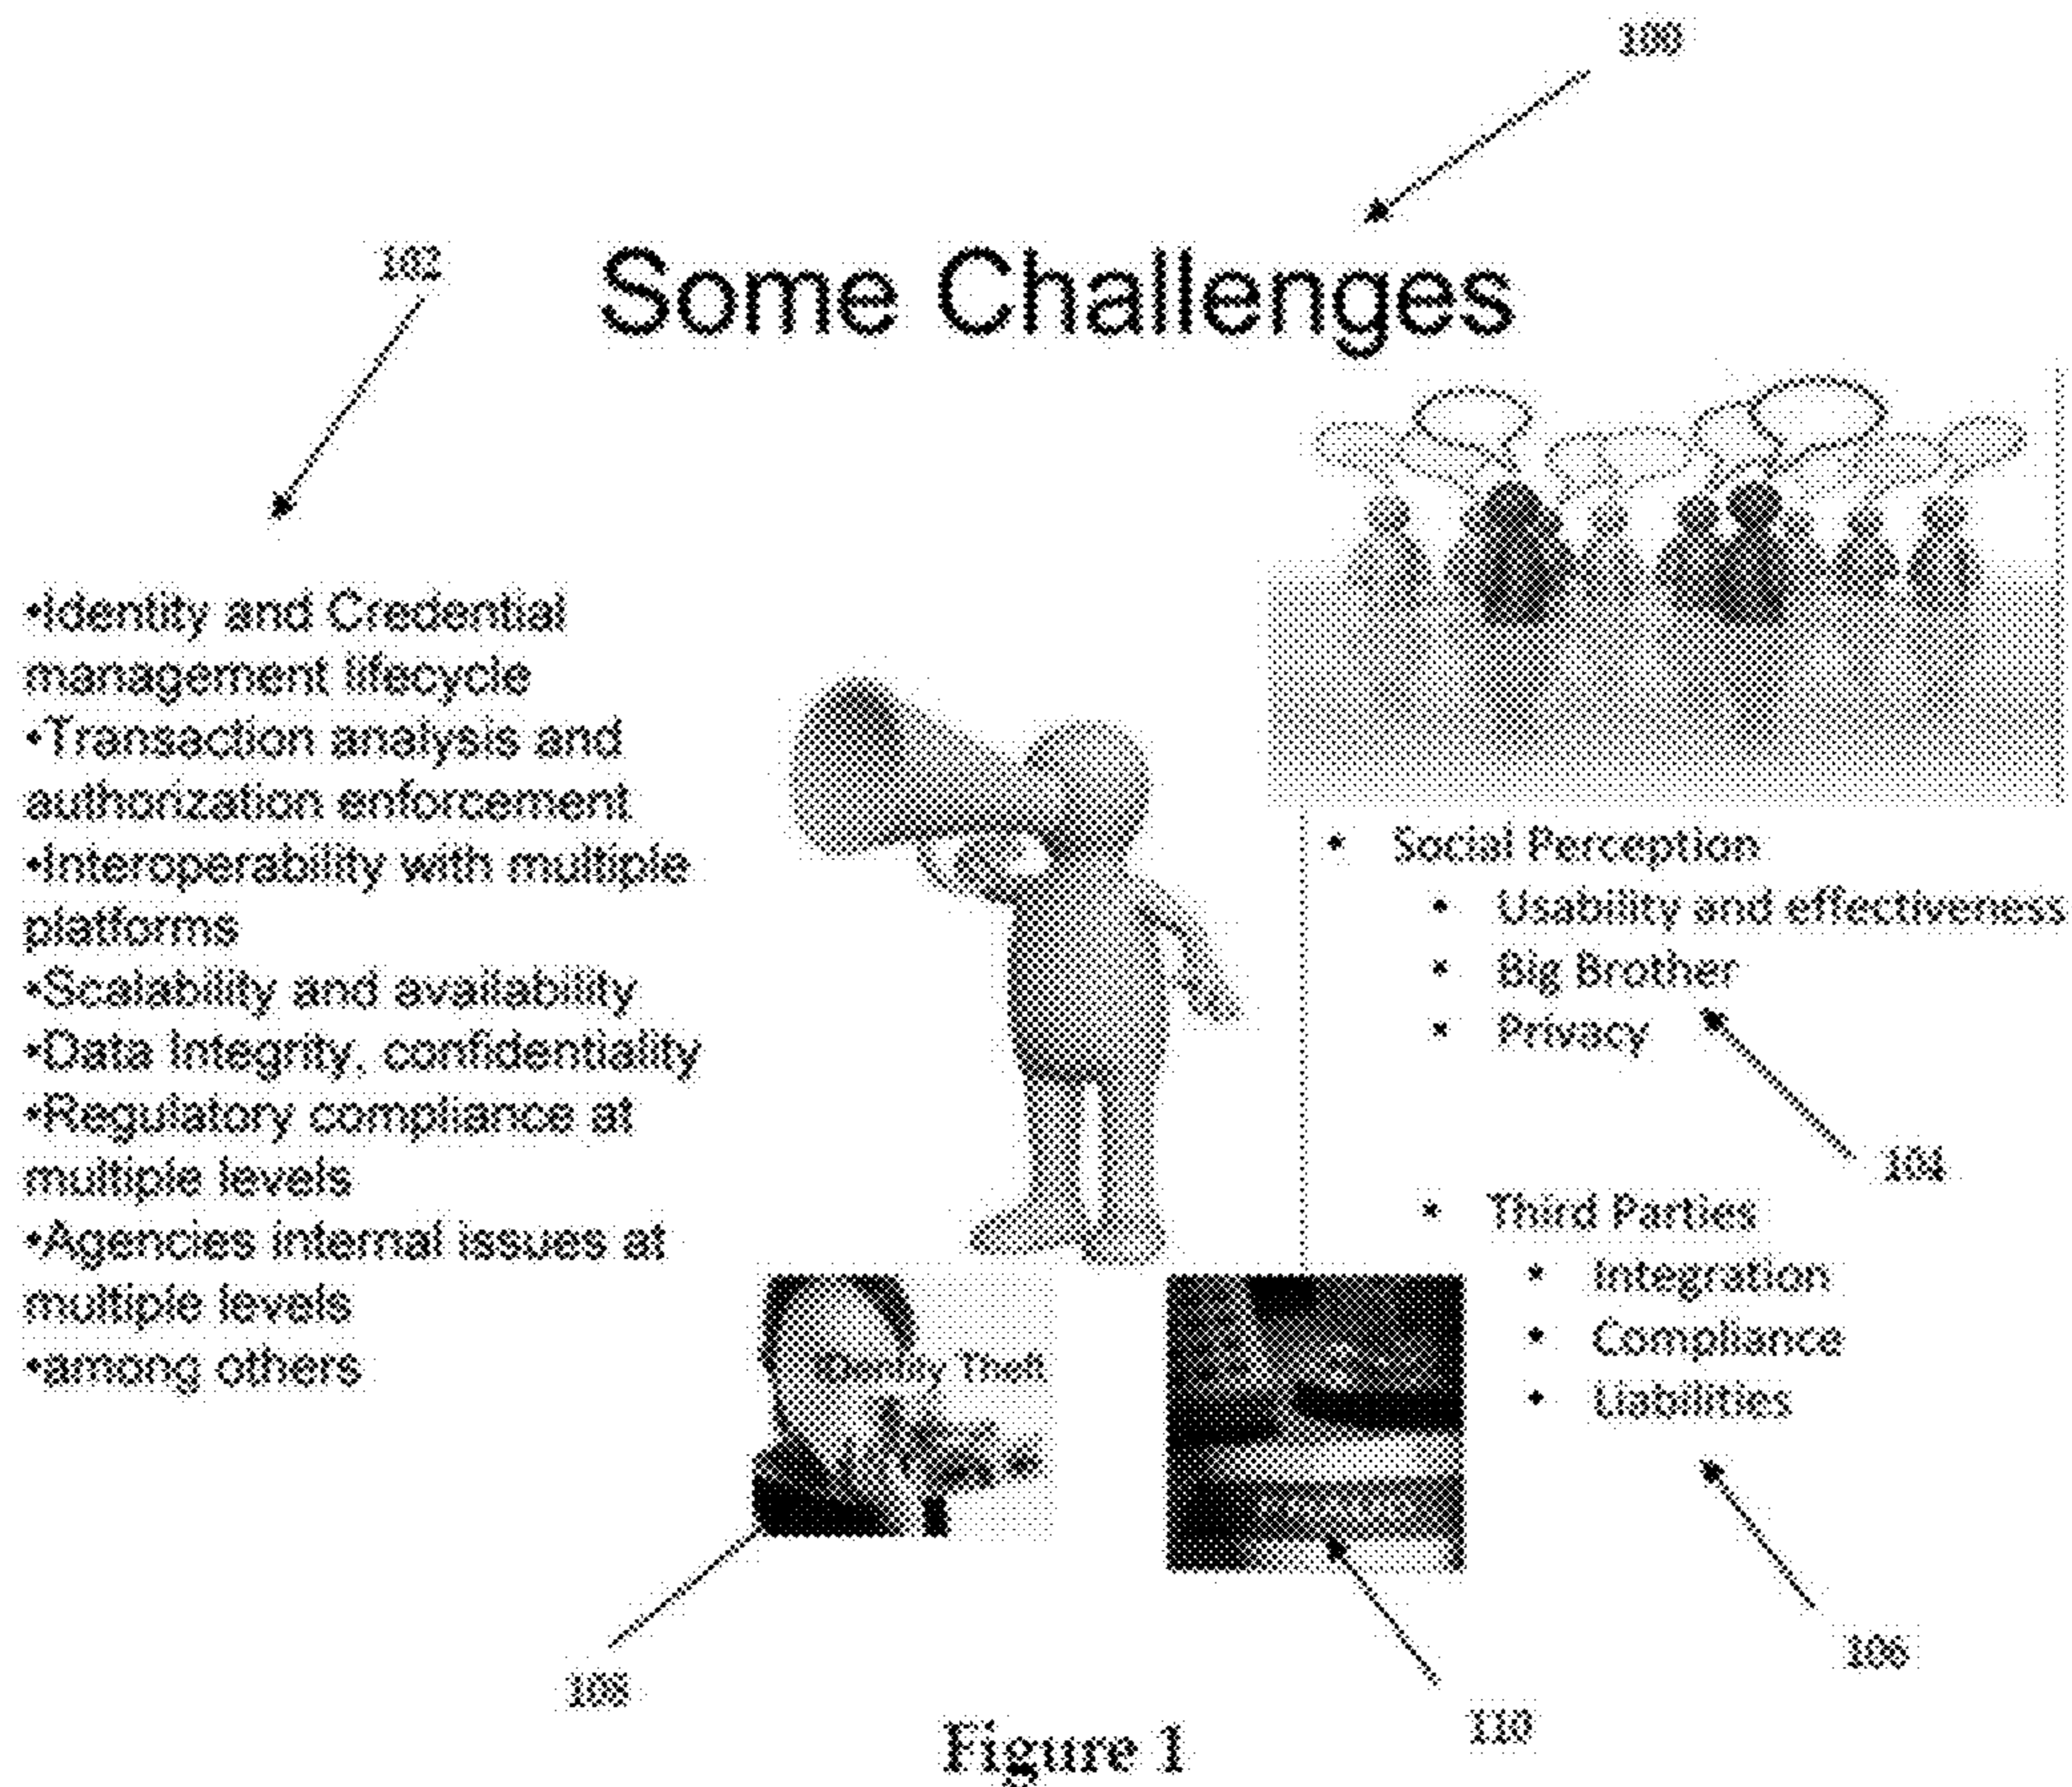 100
102
Some Challenges
•Identity and Credential
management lifecycle
•Transaction analysis and
authorization enforcement
•Interoperability with multiple
platforms
•Scalability and availability
•Data Integrity, confidentiality
•Regulatory compliance at
multiple levels
•Agencies internal issues at
multiple levels
•among others
• Social Perception
• Usability and effectiveness
• Big Brother
• Privacy
104
• Third Parties
• Integration
• Compliance
• Liabilities
Identity Theft
108
110
106
Figure 1